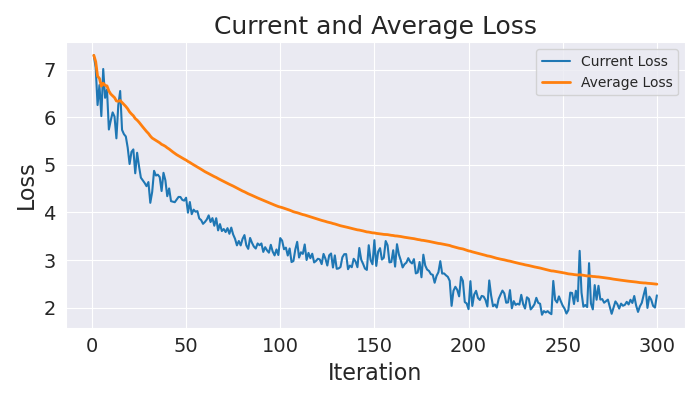 Current and Average Loss
Current Loss
Average Loss
7
6
5
4
3
2
Loss
0 50 100 150 200 250 300
Iteration